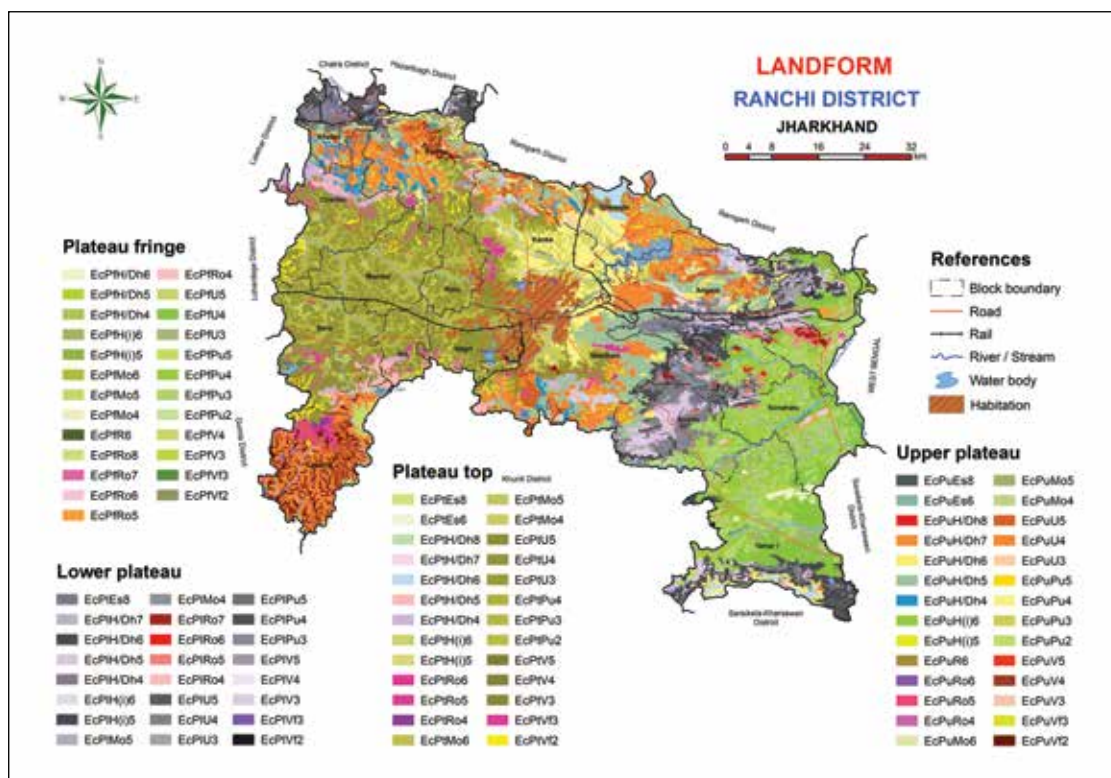 LANDFORM
RANCHI DISTRICT
JHARKHAND
0 4 8 16 24 32
km
N
W
E
S
Chatra District
Hazaribagh District
Latehar District
Ramgarh District
Ramgarh District
Lohardaga District
Gumla District
Khunti District
WEST BENGAL
Saraikela-Kharsawan
District
Saraikela-Kharsawan
District
Kanke
Tamar I
Plateau fringe
EcPfH/Dh6
EcPfH/Dh5
EcPfH/Dh4
EcPfH(i)6
EcPfH(i)5
EcPfMo6
EcPfMo5
EcPfMo4
EcPfR6
EcPfRo8
EcPfRo7
EcPfRo6
EcPfRo5
EcPfRo4
EcPfU5
EcPfU4
EcPfU3
EcPfPu5
EcPfPu4
EcPfPu3
EcPfPu2
EcPfV4
EcPfV3
EcPfVf3
EcPfVf2
References
Block boundary
Road
Rail
River / Stream
Water body
Habitation
Lower plateau
EcPlEs8
EcPlH/Dh7
EcPlH/Dh6
EcPlH/Dh5
EcPlH/Dh4
EcPlH(i)6
EcPlH(i)5
EcPlMo5
EcPlMo4
EcPlRo7
EcPlRo6
EcPlRo5
EcPlRo4
EcPlU5
EcPlU4
EcPlU3
EcPlPu5
EcPlPu4
EcPlPu3
EcPlV5
EcPlV4
EcPlV3
EcPlVf3
EcPlVf2
Plateau top
EcPtEs8
EcPtEs6
EcPtH/Dh8
EcPtH/Dh7
EcPtH/Dh6
EcPtH/Dh5
EcPtH/Dh4
EcPtH(i)6
EcPtH(i)5
EcPtRo6
EcPtRo5
EcPtRo4
EcPtMo6
EcPtMo5
EcPtMo4
EcPtU5
EcPtU4
EcPtU3
EcPtPu4
EcPtPu3
EcPtPu2
EcPtV5
EcPtV4
EcPtV3
EcPtVf3
EcPtVf2
Upper plateau
EcPuEs8
EcPuEs6
EcPuH/Dh8
EcPuH/Dh7
EcPuH/Dh6
EcPuH/Dh5
EcPuH/Dh4
EcPuH(i)6
EcPuH(i)5
EcPuR6
EcPuRo6
EcPuRo5
EcPuRo4
EcPuMo6
EcPuMo5
EcPuMo4
EcPuU5
EcPuU4
EcPuU3
EcPuPu5
EcPuPu4
EcPuPu3
EcPuPu2
EcPuV5
EcPuV4
EcPuV3
EcPuVf3
EcPuVf2